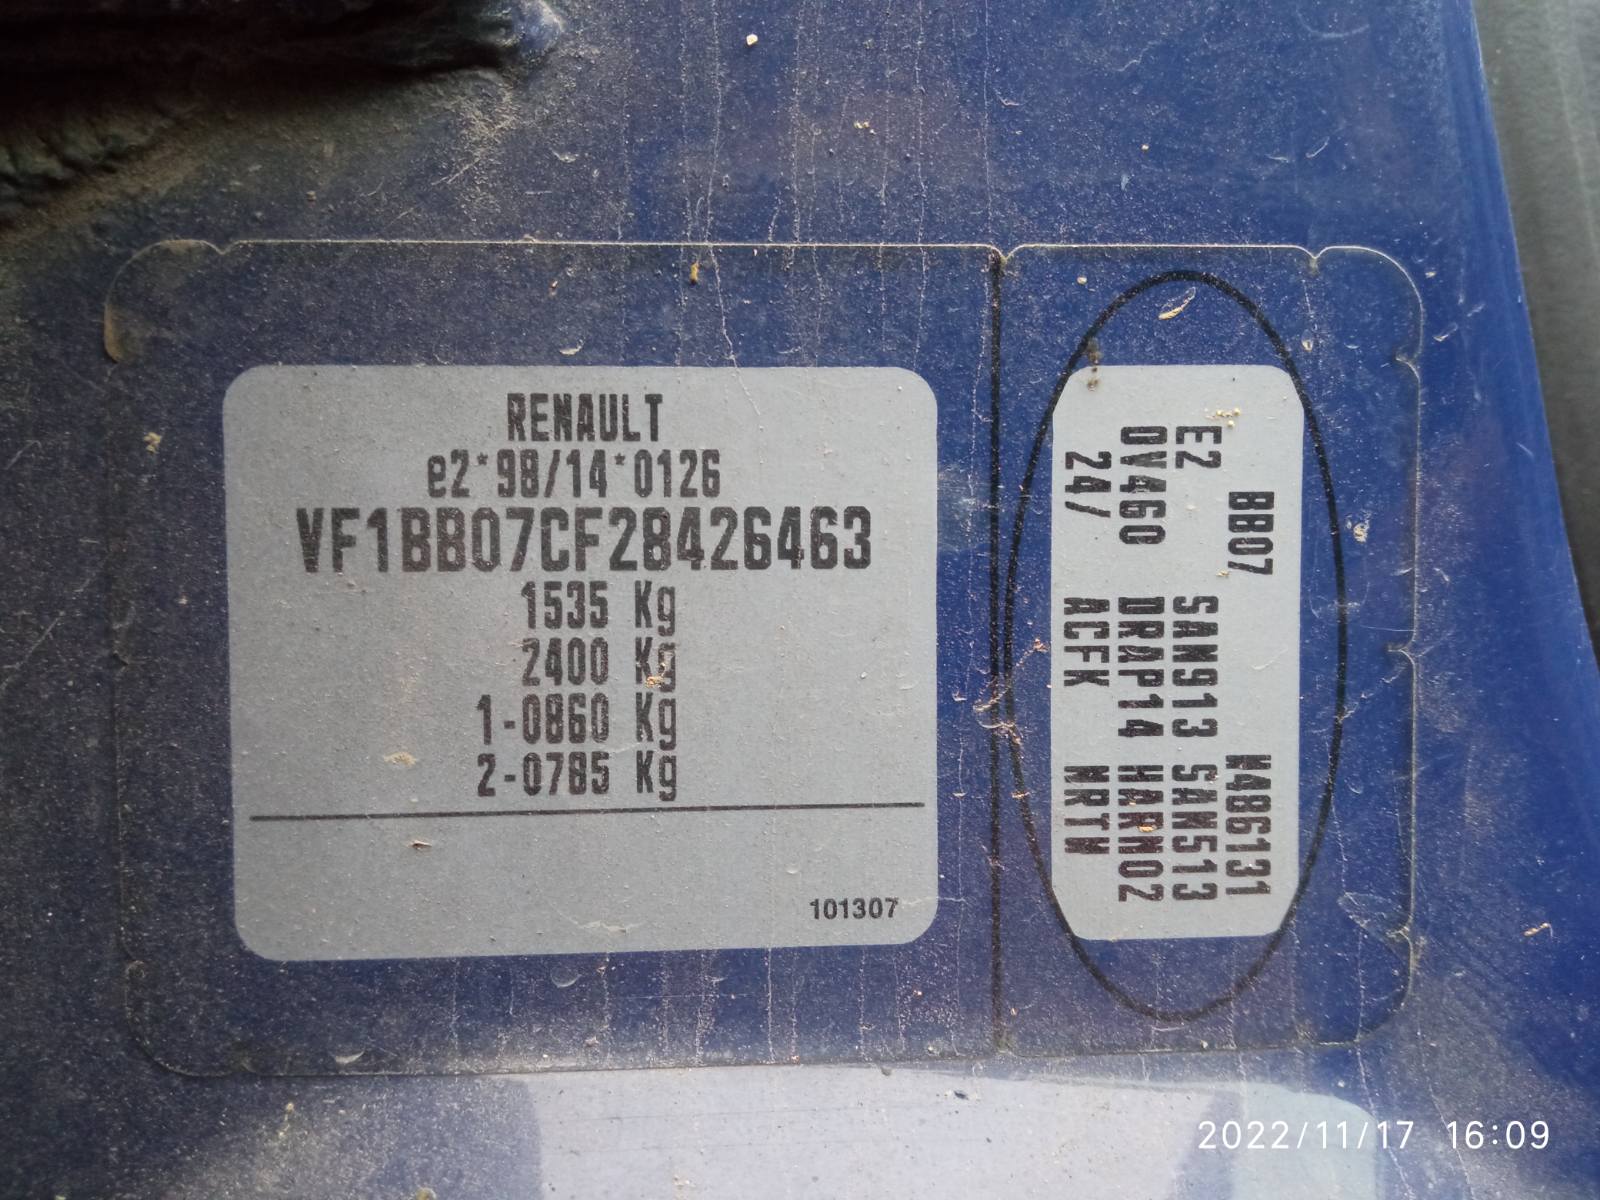 RENAULT
e2*98/14*0126
VF1BB07CF28426463
1535 Kg
2400 Kg
1-0860 Kg
2-0785 Kg
101307
BB07 N486131
E2 SAN913 SAN513
OV460 DRAP14 HARN02
24/ ACFK NRTN
2022/11/17 16:09